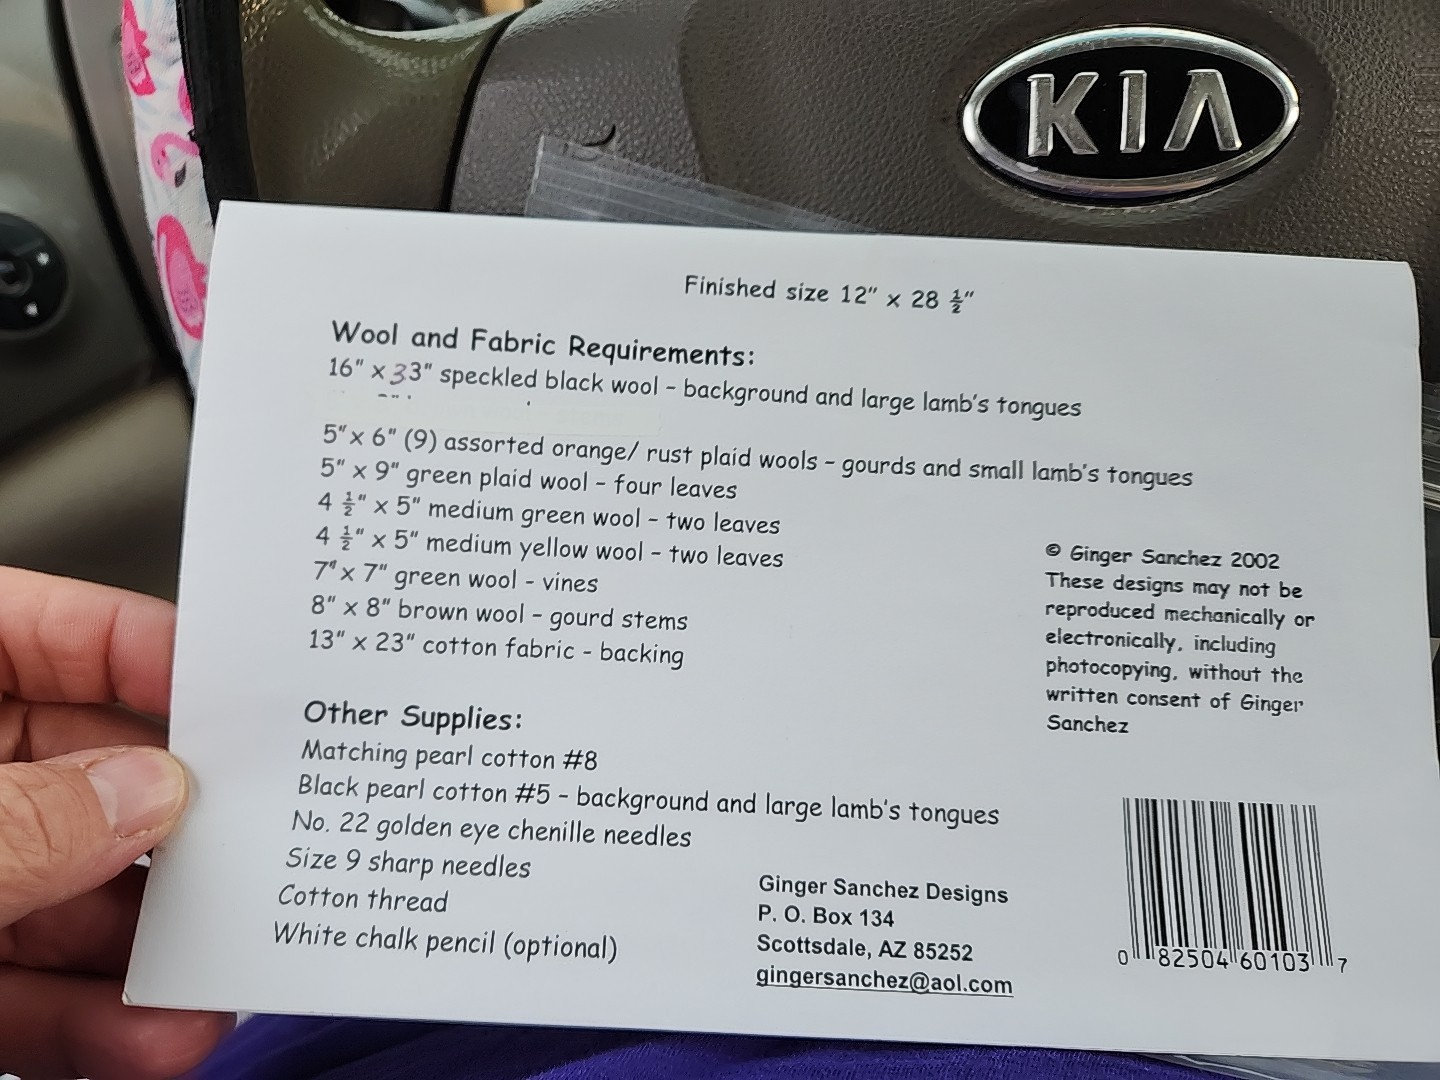 KIA
Finished size 12" x 28 ½"
Wool and Fabric Requirements:
16" x 33" speckled black wool - background and large lamb's tongues
5" x 6" (9) assorted orange/ rust plaid wools - gourds and small lamb's tongues
5" x 9" green plaid wool - four leaves
4 ½" x 5" medium green wool - two leaves
4 ½" x 5" medium yellow wool - two leaves
7" x 7" green wool - vines
8" x 8" brown wool - gourd stems
13" x 23" cotton fabric - backing
© Ginger Sanchez 2002
These designs may not be
reproduced mechanically or
electronically, including
photocopying, without the
written consent of Ginger
Sanchez
Other Supplies:
Matching pearl cotton #8
Black pearl cotton #5 - background and large lamb's tongues
No. 22 golden eye chenille needles
Size 9 sharp needles
Cotton thread
White chalk pencil (optional)
Ginger Sanchez Designs
P. O. Box 134
Scottsdale, AZ 85252
gingersanchez@aol.com
0 82504 60103 7